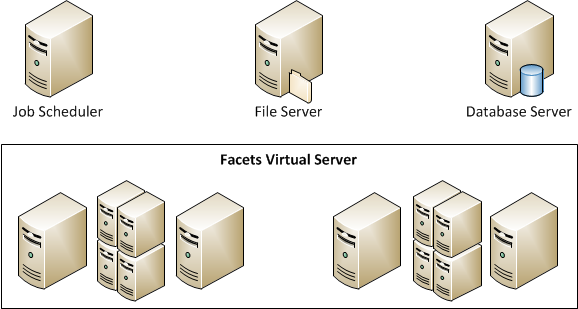 Job Scheduler
File Server
Database Server
Facets Virtual Server